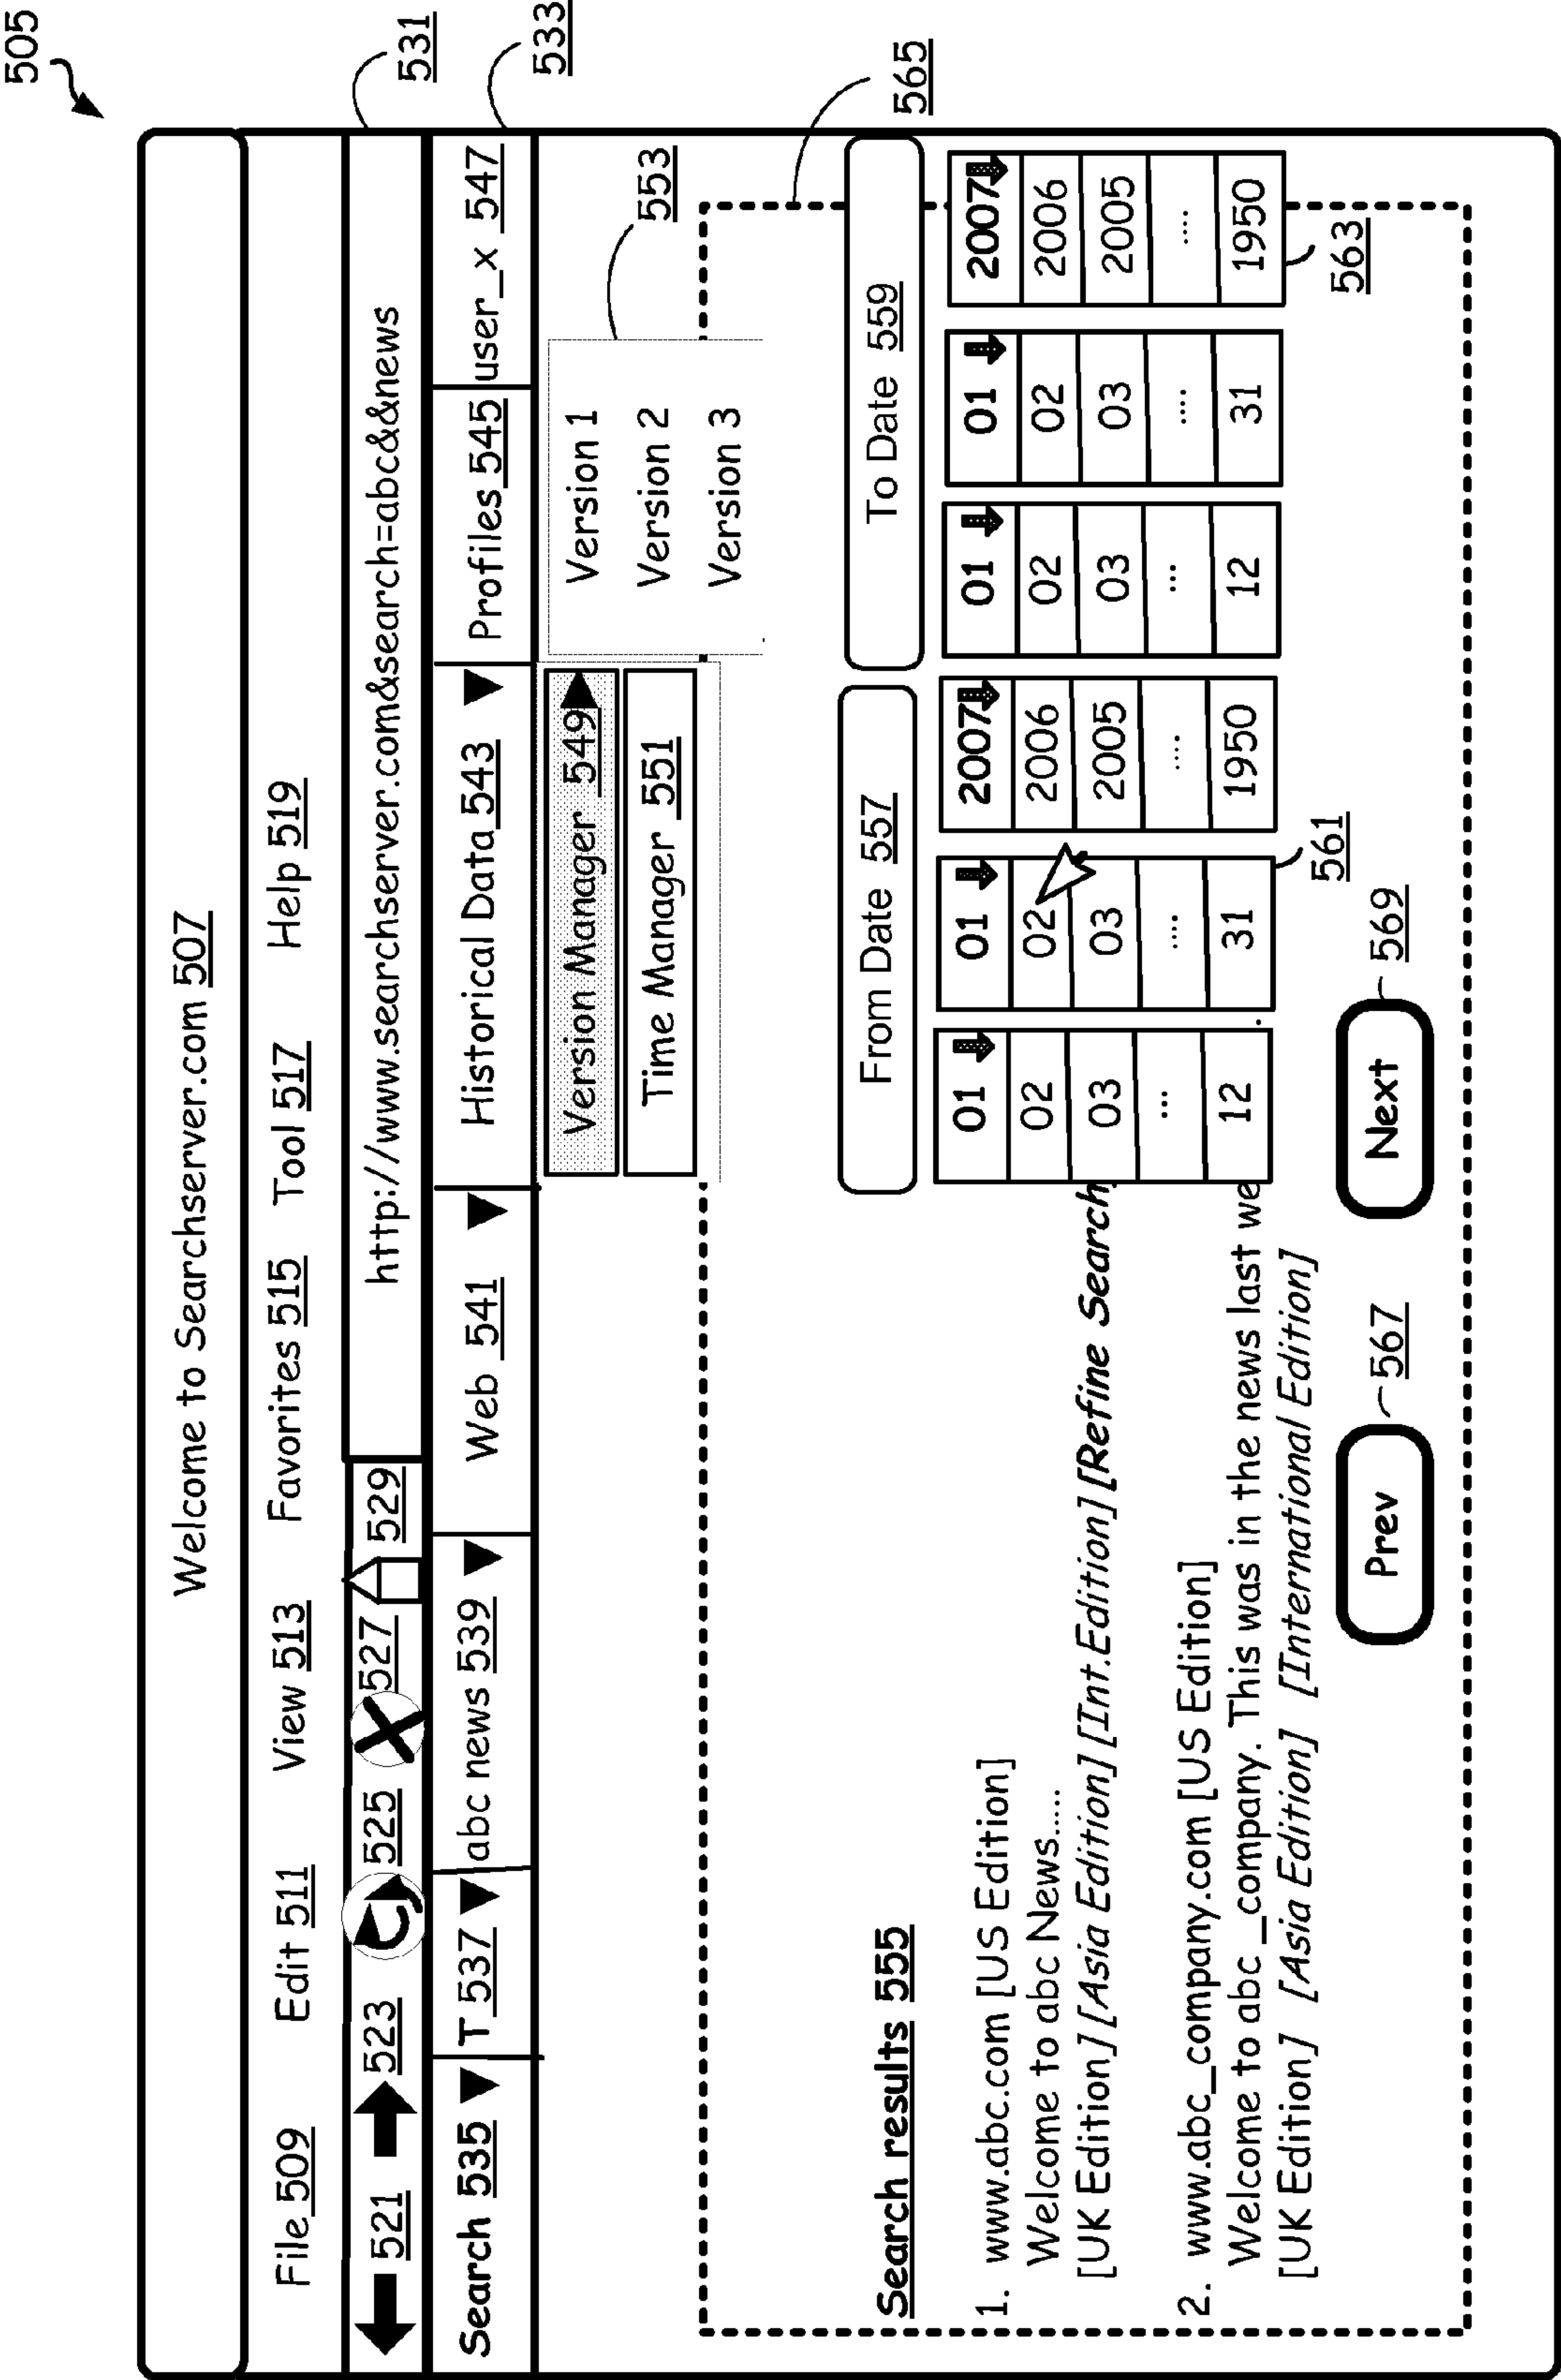 505
Welcome to Searchserver.com 507
File 509 Edit 511 View 513 Favorites 515 Tool 517 Help 519
521 523 525 527 529 http://www.searchserver.com&search=abc&news
531
Search 535 T 537 abc news 539 Web 541 Historical Data 543 Profiles 545 user_x 547
533
Version Manager 549
Time Manager 551
Version 1
Version 2
Version 3
553
565
Search results 555
From Date 557
To Date 559
01 01 2007 01 01 2007
02 02 2006 02 02 2006
03 03 2005 03 03 2005
... .... .... ... .... ....
12 31 1950 12 31 1950
561
563
1. www.abc.com [US Edition]
Welcome to abc News.....
[UK Edition] [Asia Edition] [Int.Edition] [Refine Search]
2. www.abc_company.com [US Edition]
Welcome to abc_company. This was in the news last we
[UK Edition] [Asia Edition] [International Edition]
Prev 567
Next 569